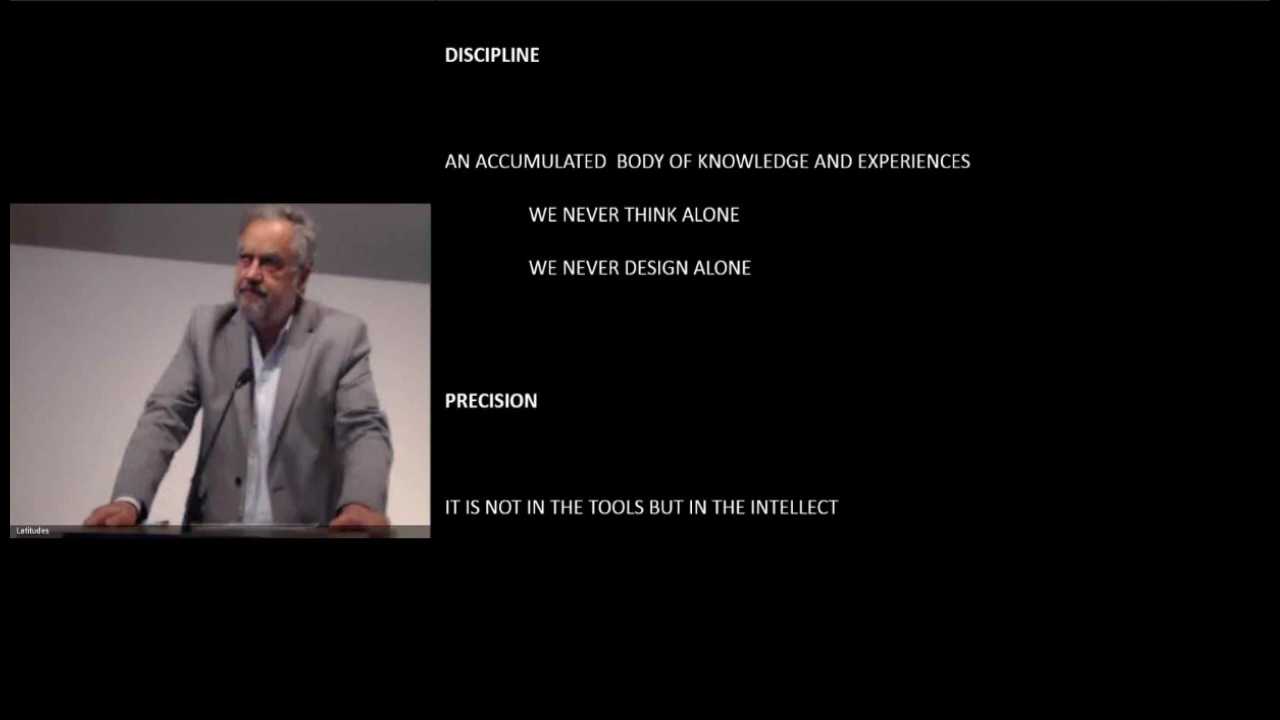 DISCIPLINE
AN ACCUMULATED  BODY OF KNOWLEDGE AND EXPERIENCES
WE NEVER THINK ALONE
WE NEVER DESIGN ALONE
PRECISION
IT IS NOT IN THE TOOLS BUT IN THE INTELLECT
Latitudes